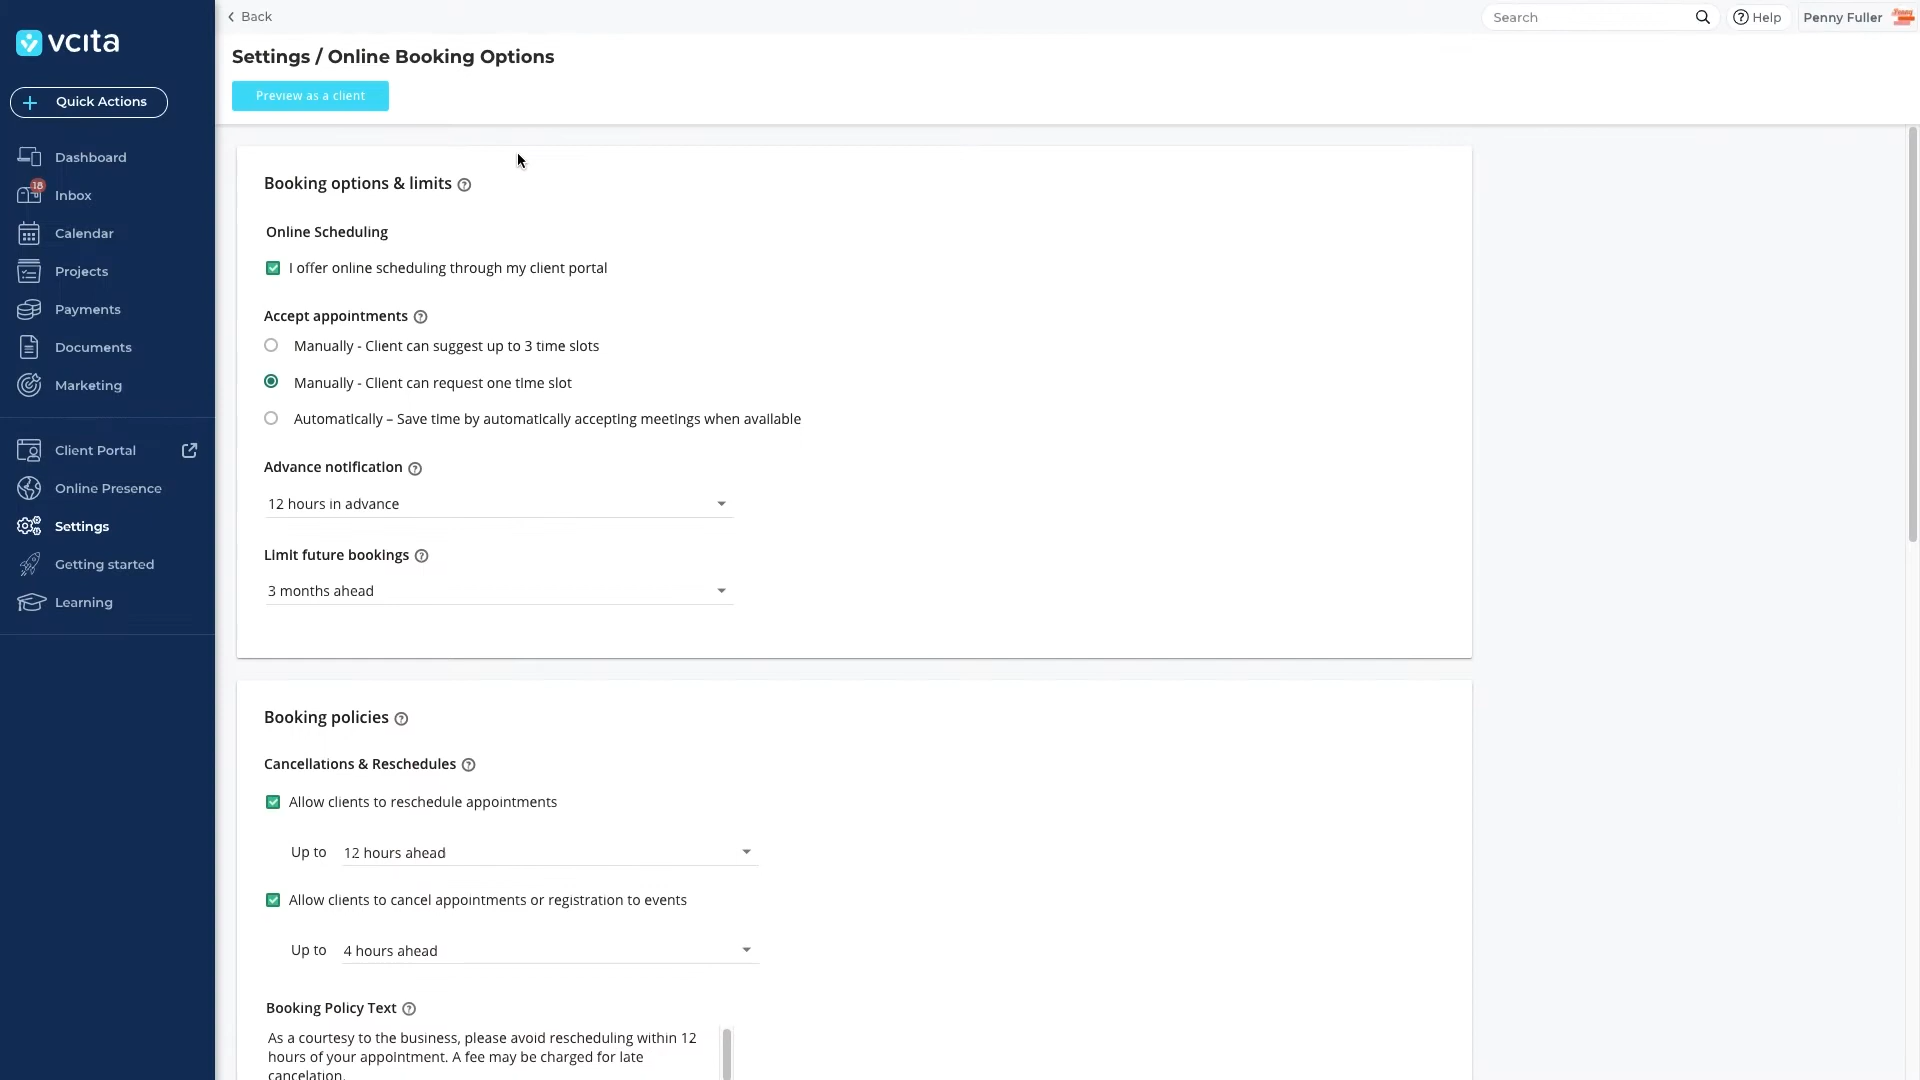 Back
Search
Help
Penny Fuller
vcita
Settings / Online Booking Options
Preview as a client
Quick Actions
Dashboard
18
Inbox
Calendar
Projects
Payments
Documents
Marketing
Client Portal
Online Presence
Settings
Getting started
Learning
Booking options & limits
Online Scheduling
I offer online scheduling through my client portal
Accept appointments
Manually - Client can suggest up to 3 time slots
Manually - Client can request one time slot
Automatically – Save time by automatically accepting meetings when available
Advance notification
12 hours in advance
Limit future bookings
3 months ahead
Booking policies
Cancellations & Reschedules
Allow clients to reschedule appointments
Up to 12 hours ahead
Allow clients to cancel appointments or registration to events
Up to 4 hours ahead
Booking Policy Text
As a courtesy to the business, please avoid rescheduling within 12
hours of your appointment. A fee may be charged for late
cancelation.